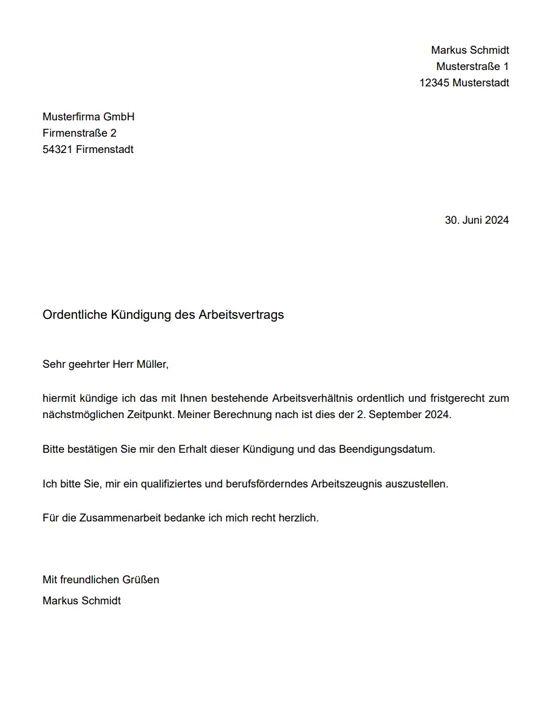 Markus Schmidt
Musterstraße 1
12345 Musterstadt
Musterfirma GmbH
Firmenstraße 2
54321 Firmenstadt
30. Juni 2024
Ordentliche Kündigung des Arbeitsvertrags
Sehr geehrter Herr Müller,
hiermit kündige ich das mit Ihnen bestehende Arbeitsverhältnis ordentlich und fristgerecht zum
nächstmöglichen Zeitpunkt. Meiner Berechnung nach ist dies der 2. September 2024.
Bitte bestätigen Sie mir den Erhalt dieser Kündigung und das Beendigungsdatum.
Ich bitte Sie, mir ein qualifiziertes und berufsförderndes Arbeitszeugnis auszustellen.
Für die Zusammenarbeit bedanke ich mich recht herzlich.
Mit freundlichen Grüßen
Markus Schmidt